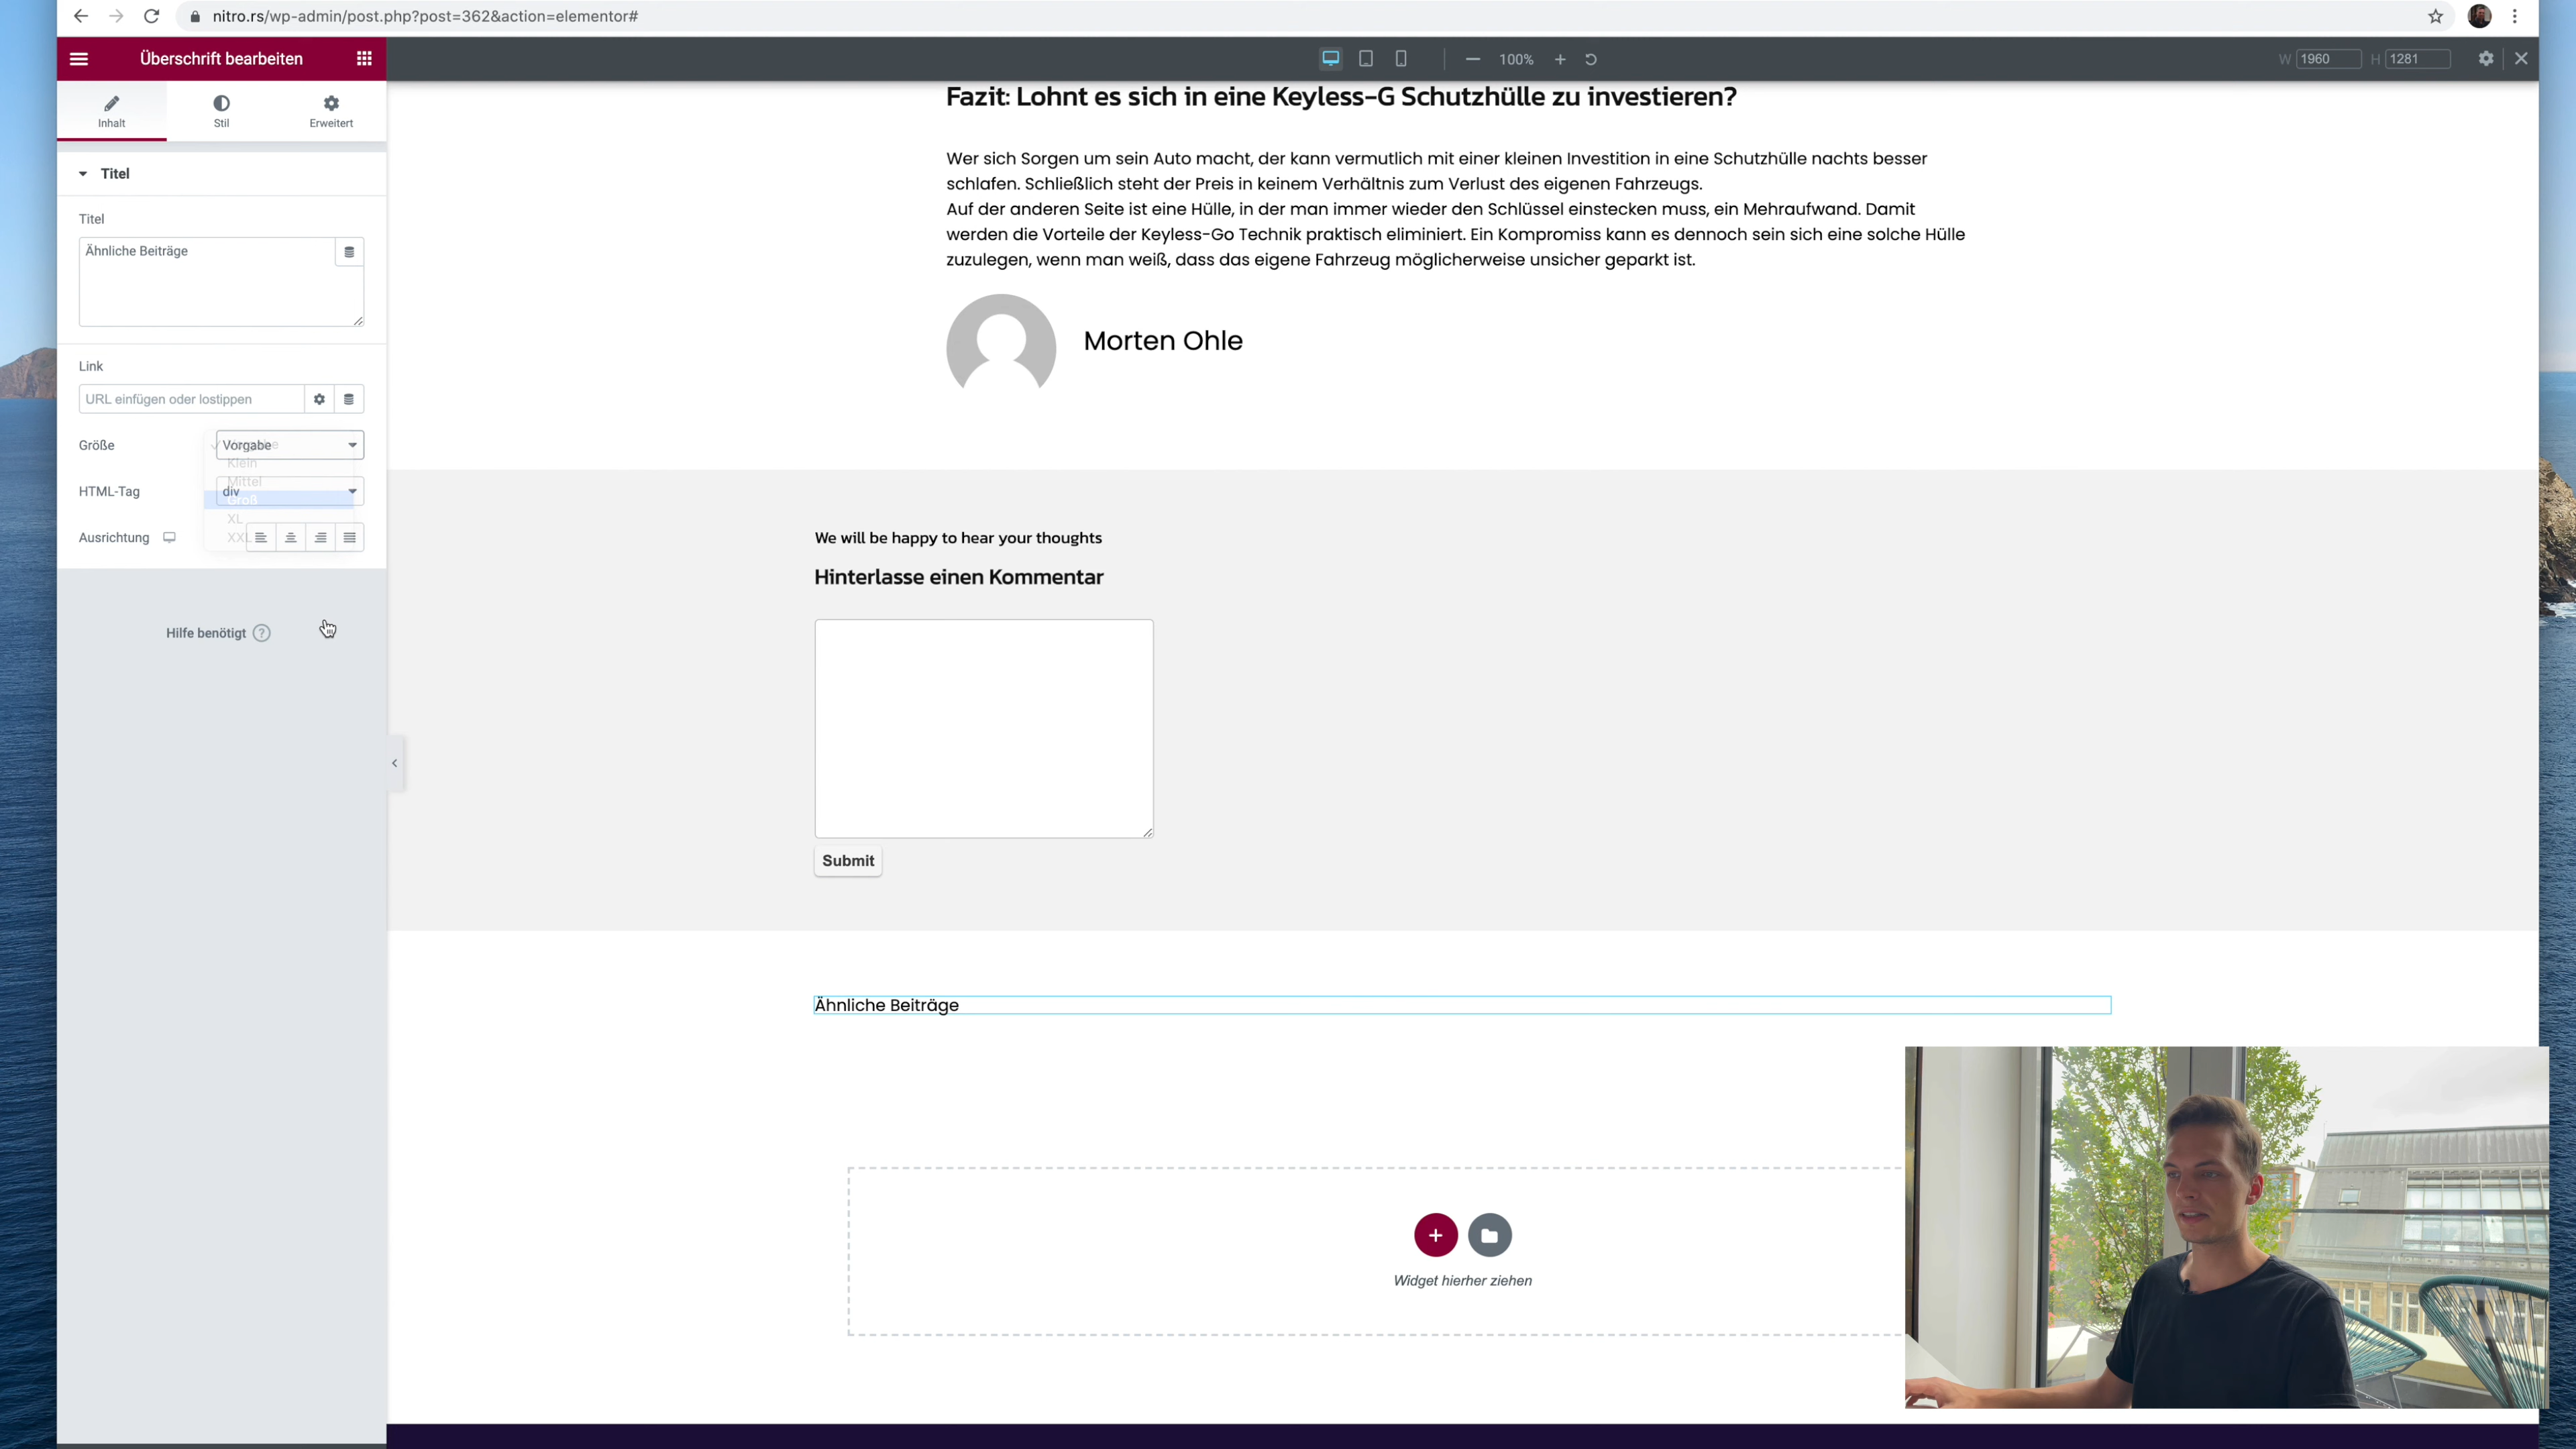 nitro.rs/wp-admin/post.php?post=362&action=elementor#
Überschrift bearbeiten
100%
W 1960 H 1281
Inhalt
Stil
Erweitert
Titel
Titel
Ähnliche Beiträge
Link
URL einfügen oder lostippen
Größe
Vorgabe
Klein
Mittel
HTML-Tag
div
Groß
XL
Ausrichtung
XXL
Hilfe benötigt ?
Fazit: Lohnt es sich in eine Keyless-G Schutzhülle zu investieren?
Wer sich Sorgen um sein Auto macht, der kann vermutlich mit einer kleinen Investition in eine Schutzhülle nachts besser
schlafen. Schließlich steht der Preis in keinem Verhältnis zum Verlust des eigenen Fahrzeugs.
Auf der anderen Seite ist eine Hülle, in der man immer wieder den Schlüssel einstecken muss, ein Mehraufwand. Damit
werden die Vorteile der Keyless-Go Technik praktisch eliminiert. Ein Kompromiss kann es dennoch sein sich eine solche Hülle
zuzulegen, wenn man weiß, dass das eigene Fahrzeug möglicherweise unsicher geparkt ist.
Morten Ohle
We will be happy to hear your thoughts
Hinterlasse einen Kommentar
Submit
Ähnliche Beiträge
Widget hierher ziehen